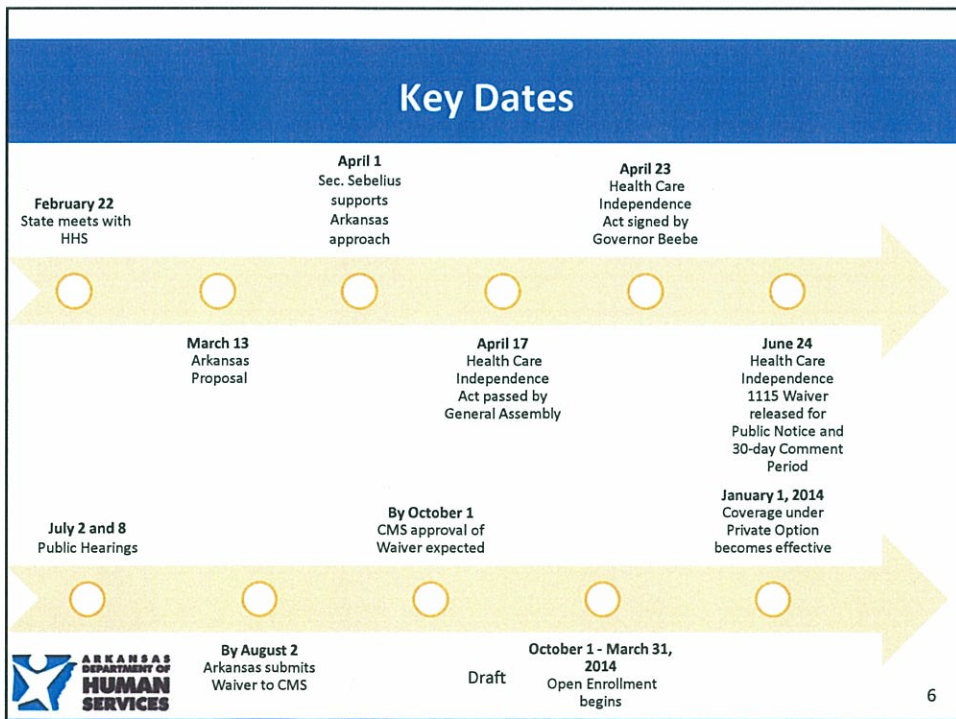 Key Dates
February 22
State meets with
HHS
March 13
Arkansas
Proposal
April 1
Sec. Sebelius
supports
Arkansas
approach
April 17
Health Care
Independence
Act passed by
General Assembly
April 23
Health Care
Independence
Act signed by
Governor Beebe
June 24
Health Care
Independence
1115 Waiver
released for
Public Notice and
30-day Comment
Period
July 2 and 8
Public Hearings
By August 2
Arkansas submits
Waiver to CMS
By October 1
CMS approval of
Waiver expected
October 1 - March 31,
2014
Open Enrollment
begins
January 1, 2014
Coverage under
Private Option
becomes effective
ARKANSAS
DEPARTMENT OF
HUMAN
SERVICES
Draft
6